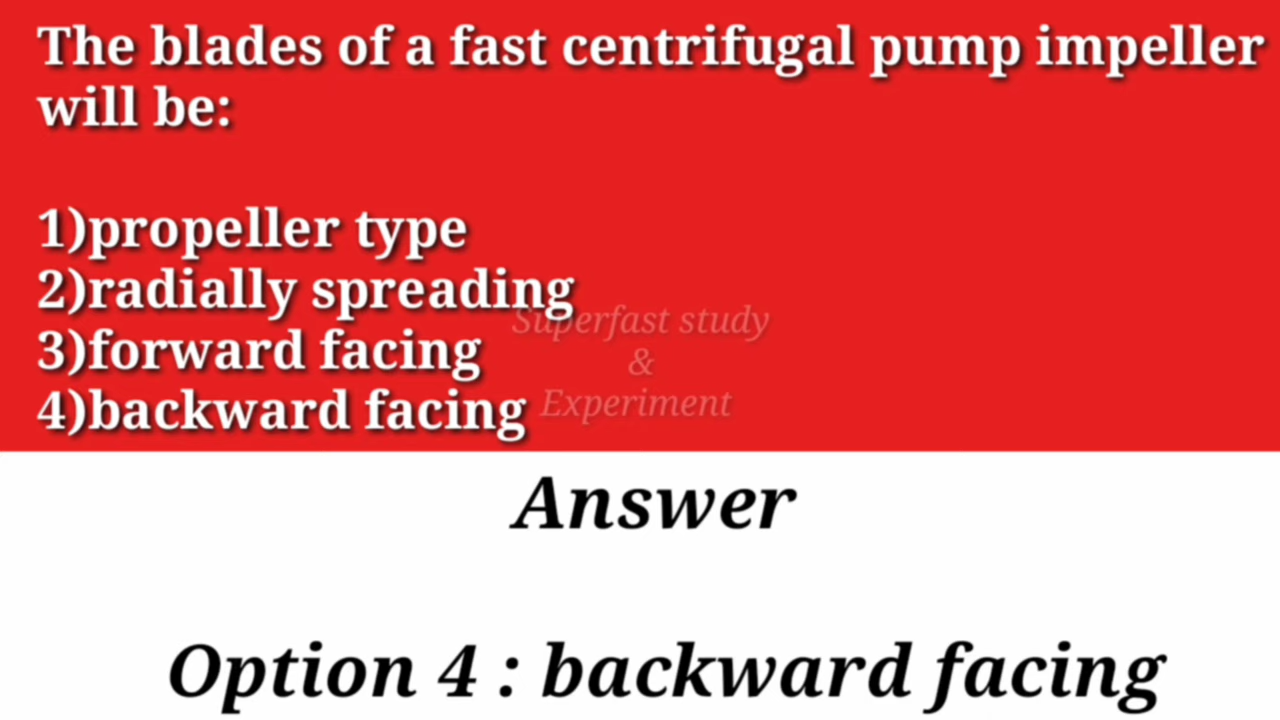 The blades of a fast centrifugal pump impeller
will be:
1)propeller type
2)radially spreading
3)forward facing
4)backward facing
Superfast study
&
Experiment
Answer
Option 4 : backward facing